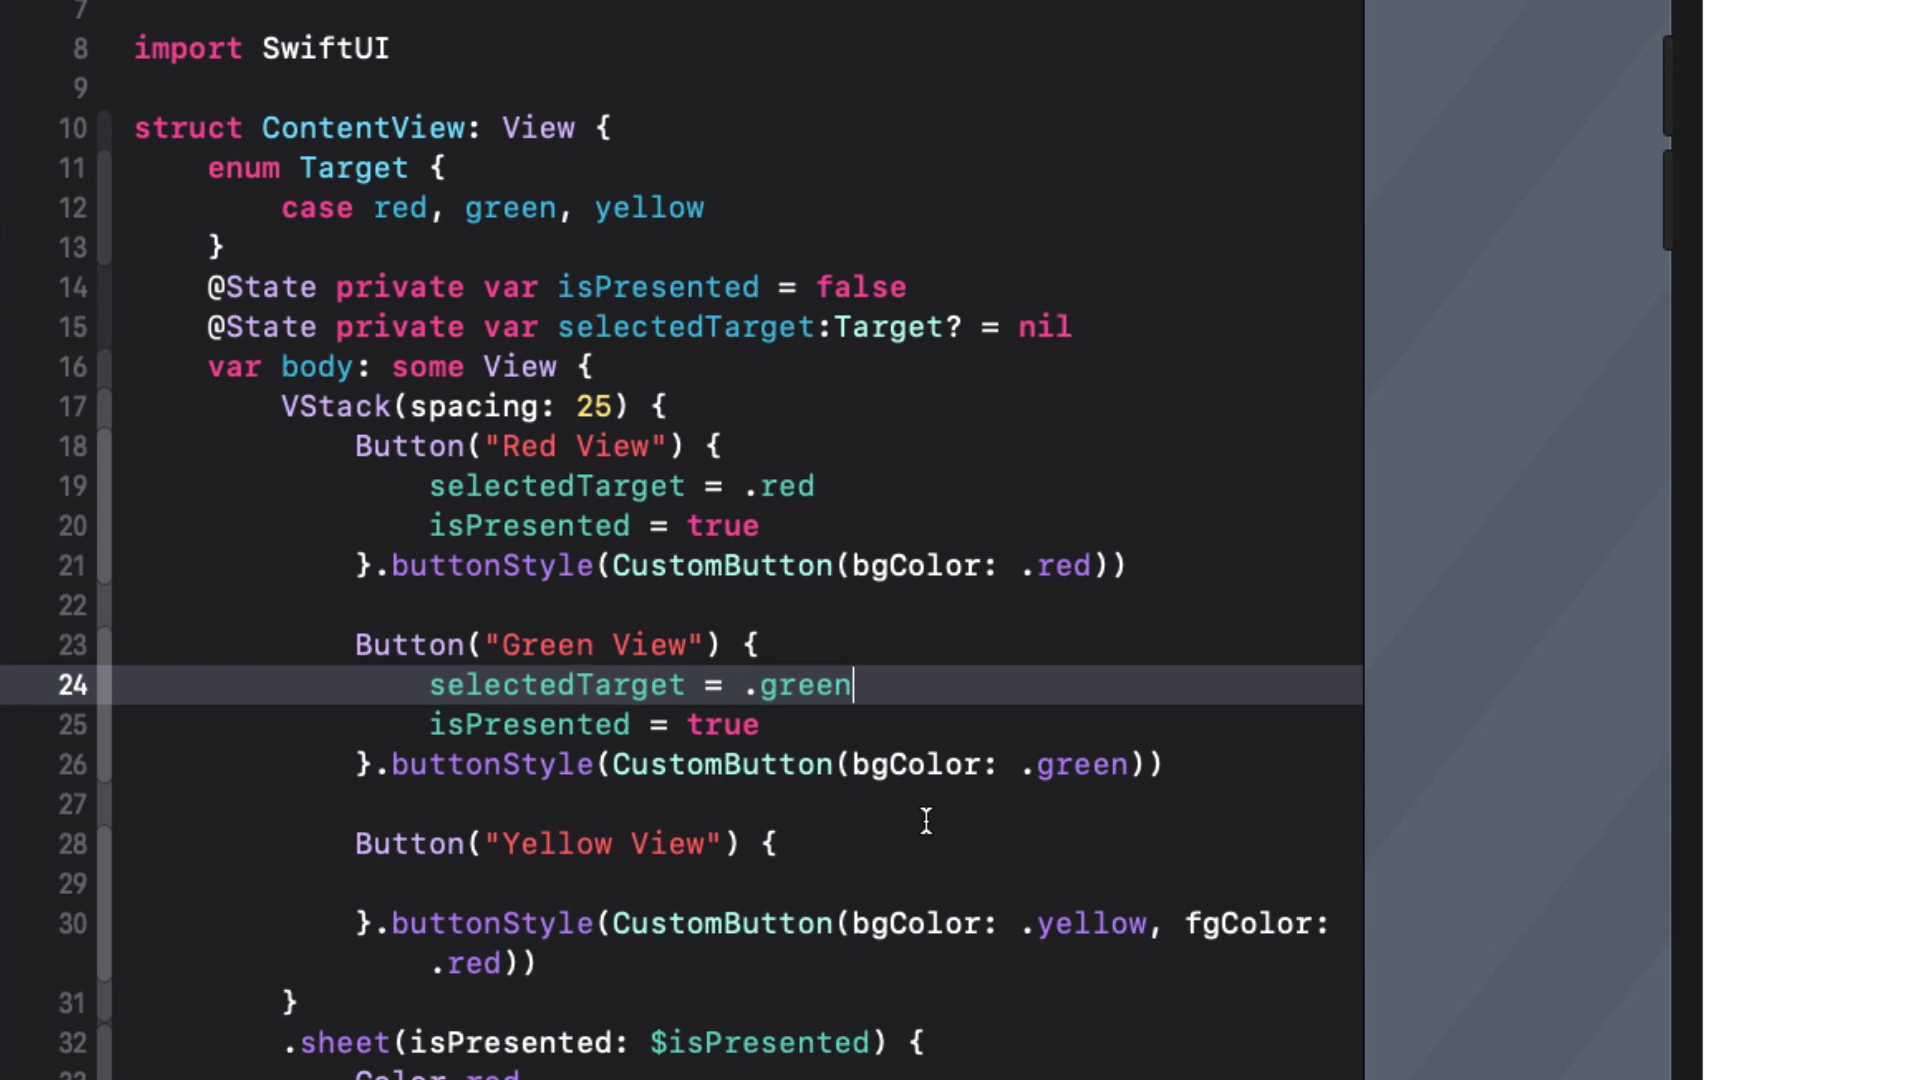 7
8 import SwiftUI
9
10 struct ContentView: View {
11 enum Target {
12 case red, green, yellow
13 }
14 @State private var isPresented = false
15 @State private var selectedTarget:Target? = nil
16 var body: some View {
17 VStack(spacing: 25) {
18 Button("Red View") {
19 selectedTarget = .red
20 isPresented = true
21 }.buttonStyle(CustomButton(bgColor: .red))
22
23 Button("Green View") {
24 selectedTarget = .green
25 isPresented = true
26 }.buttonStyle(CustomButton(bgColor: .green))
27
28 Button("Yellow View") {
29
30 }.buttonStyle(CustomButton(bgColor: .yellow, fgColor:
.red))
31 }
32 .sheet(isPresented: $isPresented) {
33 Color.red